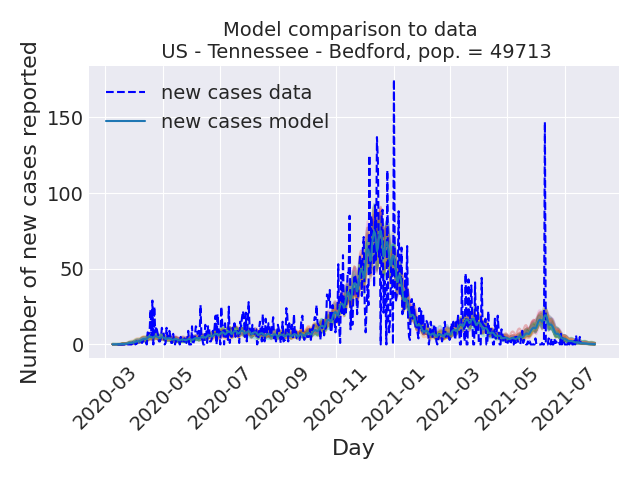 Model comparison to data
US - Tennessee - Bedford, pop. = 49713
Number of new cases reported
new cases data
new cases model
150
100
50
0
2020-03
2020-05
2020-07
2020-09
2020-11
2021-01
2021-03
2021-05
2021-07
Day